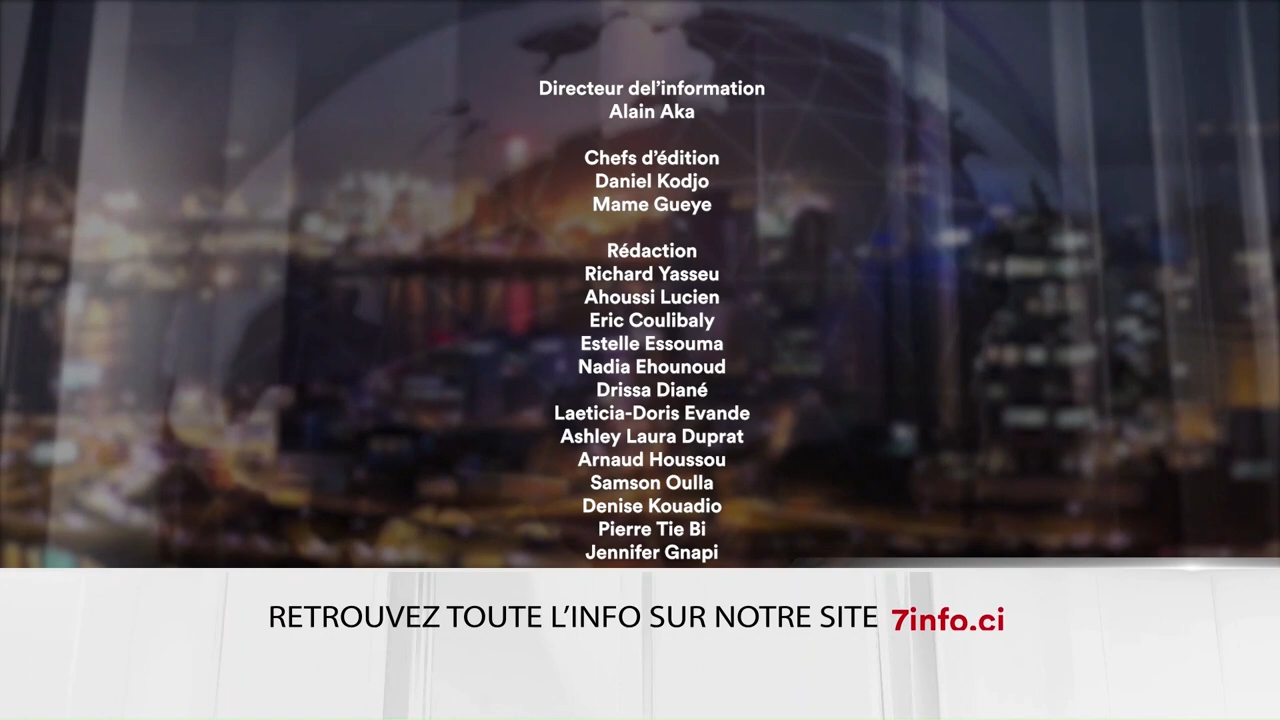 Directeur del’information
Alain Aka
Chefs d’édition
Daniel Kodjo
Mame Gueye
Rédaction
Richard Yasseu
Ahoussi Lucien
Eric Coulibaly
Estelle Essouma
Nadia Ehounoud
Drissa Diané
Laeticia-Doris Evande
Ashley Laura Duprat
Arnaud Houssou
Samson Oulla
Denise Kouadio
Pierre Tie Bi
Jennifer Gnapi
RETROUVEZ TOUTE L’INFO SUR NOTRE SITE 7info.ci